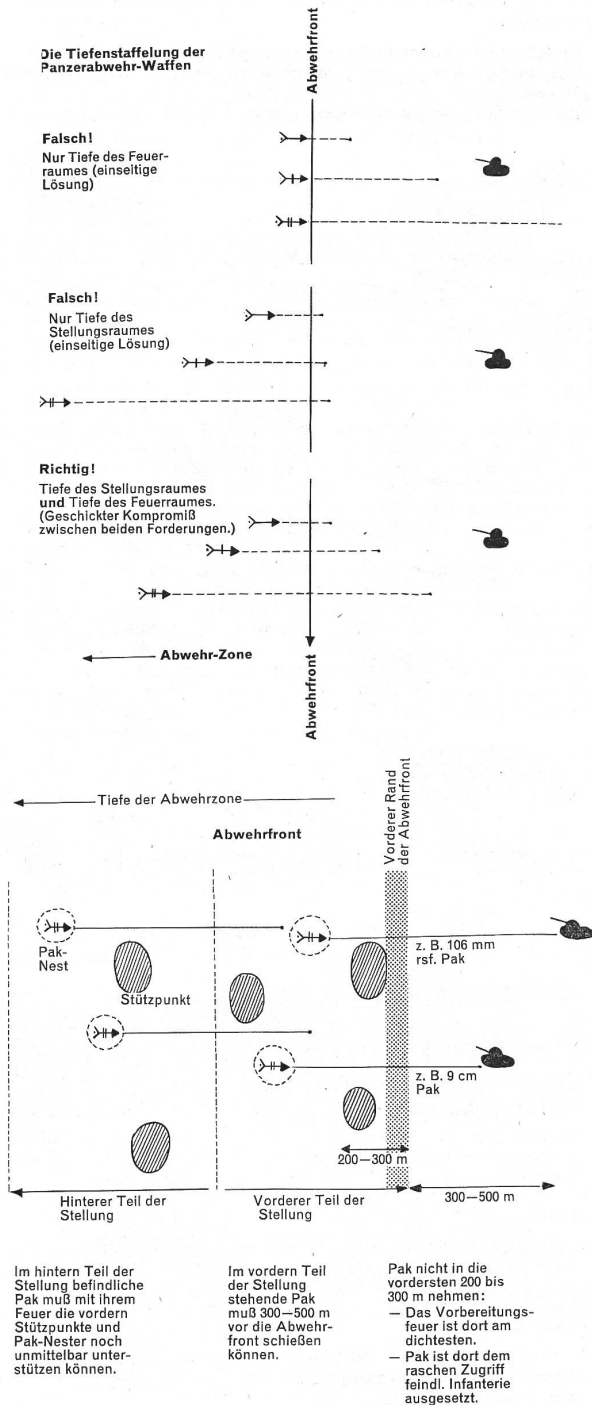 Die Tiefenstaffelung der
Panzerabwehr-Waffen
Abwehrfront
Falsch!
Nur Tiefe des Feuer-
raumes (einseitige
Lösung)
Falsch!
Nur Tiefe des
Stellungsraumes
(einseitige Lösung)
Richtig!
Tiefe des Stellungsraumes
und Tiefe des Feuerraumes.
(Geschickter Kompromiß
zwischen beiden Forderungen.)
Abwehr-Zone
Abwehrfront
Tiefe der Abwehrzone
Abwehrfront
Vorderer Rand
der Abwehrfront
Pak-
Nest
Stützpunkt
z. B. 106 mm
rsf. Pak
z. B. 9 cm
Pak
200—300 m
Hinterer Teil der
Stellung
Vorderer Teil der
Stellung
300—500 m
Im hintern Teil der
Stellung befindliche
Pak muß mit ihrem
Feuer die vordern
Stützpunkte und
Pak-Nester noch
unmittelbar unter-
stützen können.
Im vordern Teil
der Stellung
stehende Pak
muß 300—500 m
vor die Abwehr-
front schießen
können.
Pak nicht in die
vordersten 200 bis
300 m nehmen:
— Das Vorbereitungs-
feuer ist dort am
dichtesten.
— Pak ist dort dem
raschen Zugriff
feindl. Infanterie
ausgesetzt.